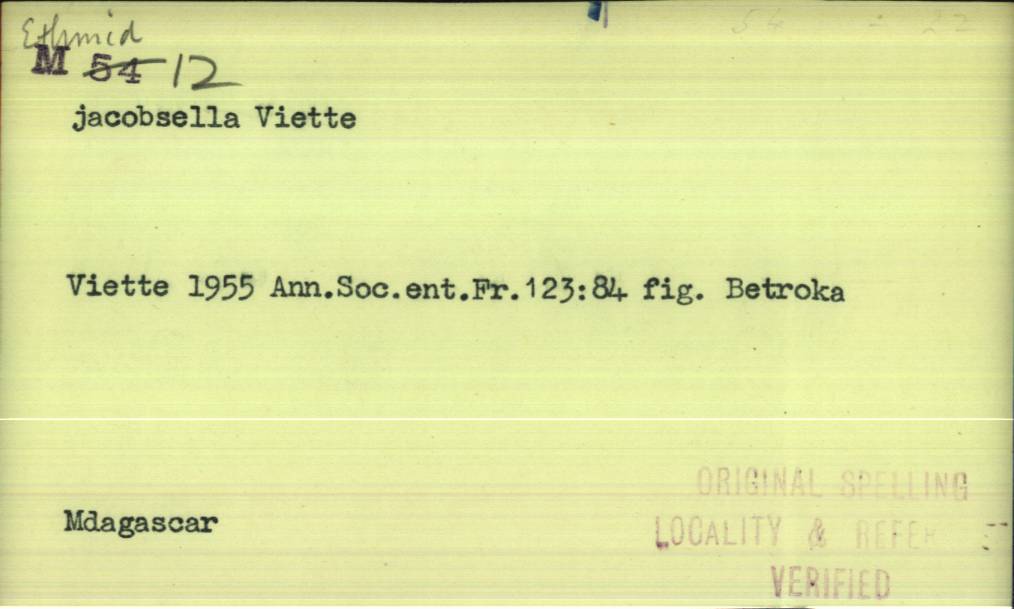 Ethmid
M 54 12
jacobsella Viette
Viette 1955 Ann.Soc.ent.Fr.123:84 fig. Betroka
Mdagascar
ORIGINAL SPELLING
LOCALITY & REFER
VERIFIED